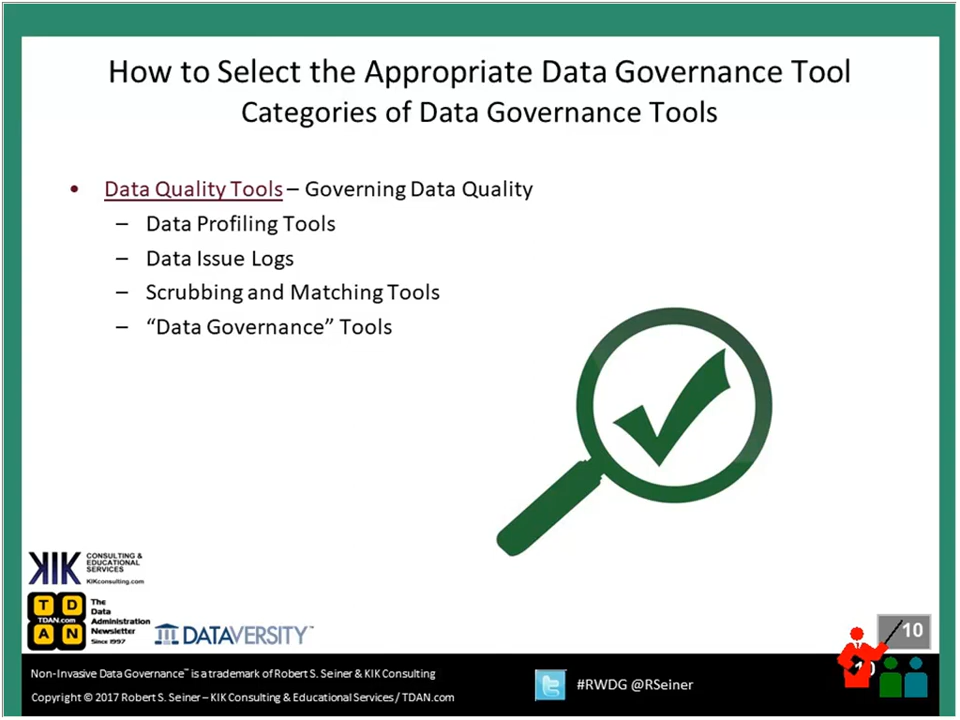 How to Select the Appropriate Data Governance Tool
Categories of Data Governance Tools
• Data Quality Tools – Governing Data Quality
– Data Profiling Tools
– Data Issue Logs
– Scrubbing and Matching Tools
– “Data Governance” Tools
KIK
CONSULTING &
EDUCATIONAL
SERVICES
KIKconsulting.com
T D
TDAN.com
A N
The
Data
Administration
Newsletter
Since 1997
DATAVERSITY™
10
10
Non-Invasive Data Governance™ is a trademark of Robert S. Seiner & KIK Consulting
Copyright © 2017 Robert S. Seiner – KIK Consulting & Educational Services / TDAN.com
#RWDG @RSeiner